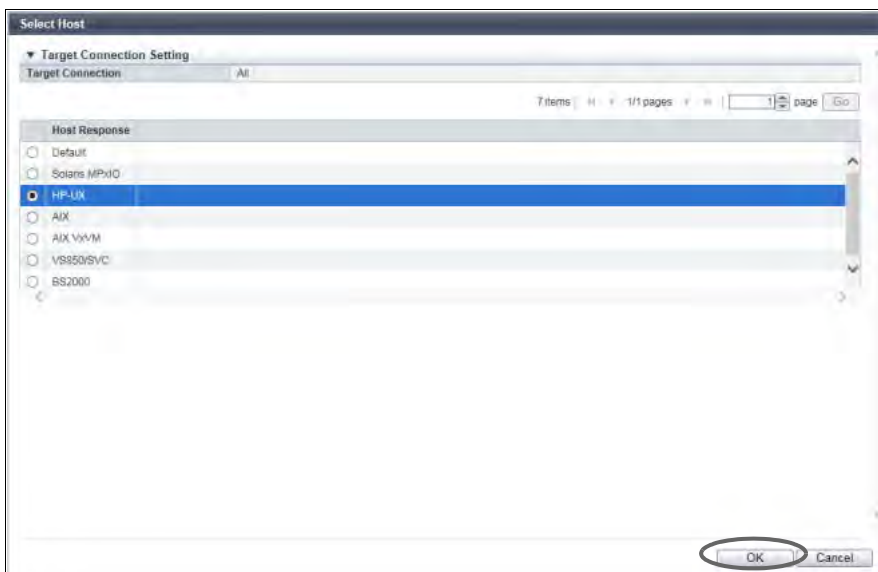 Select Host
▼ Target Connection Setting
Target Connection All
7 items 1/1 pages 1 page Go
Host Response
Default
Solaris MPxIO
HP-UX
AIX
AIX VxVM
VS850/SVC
BS2000
OK Cancel